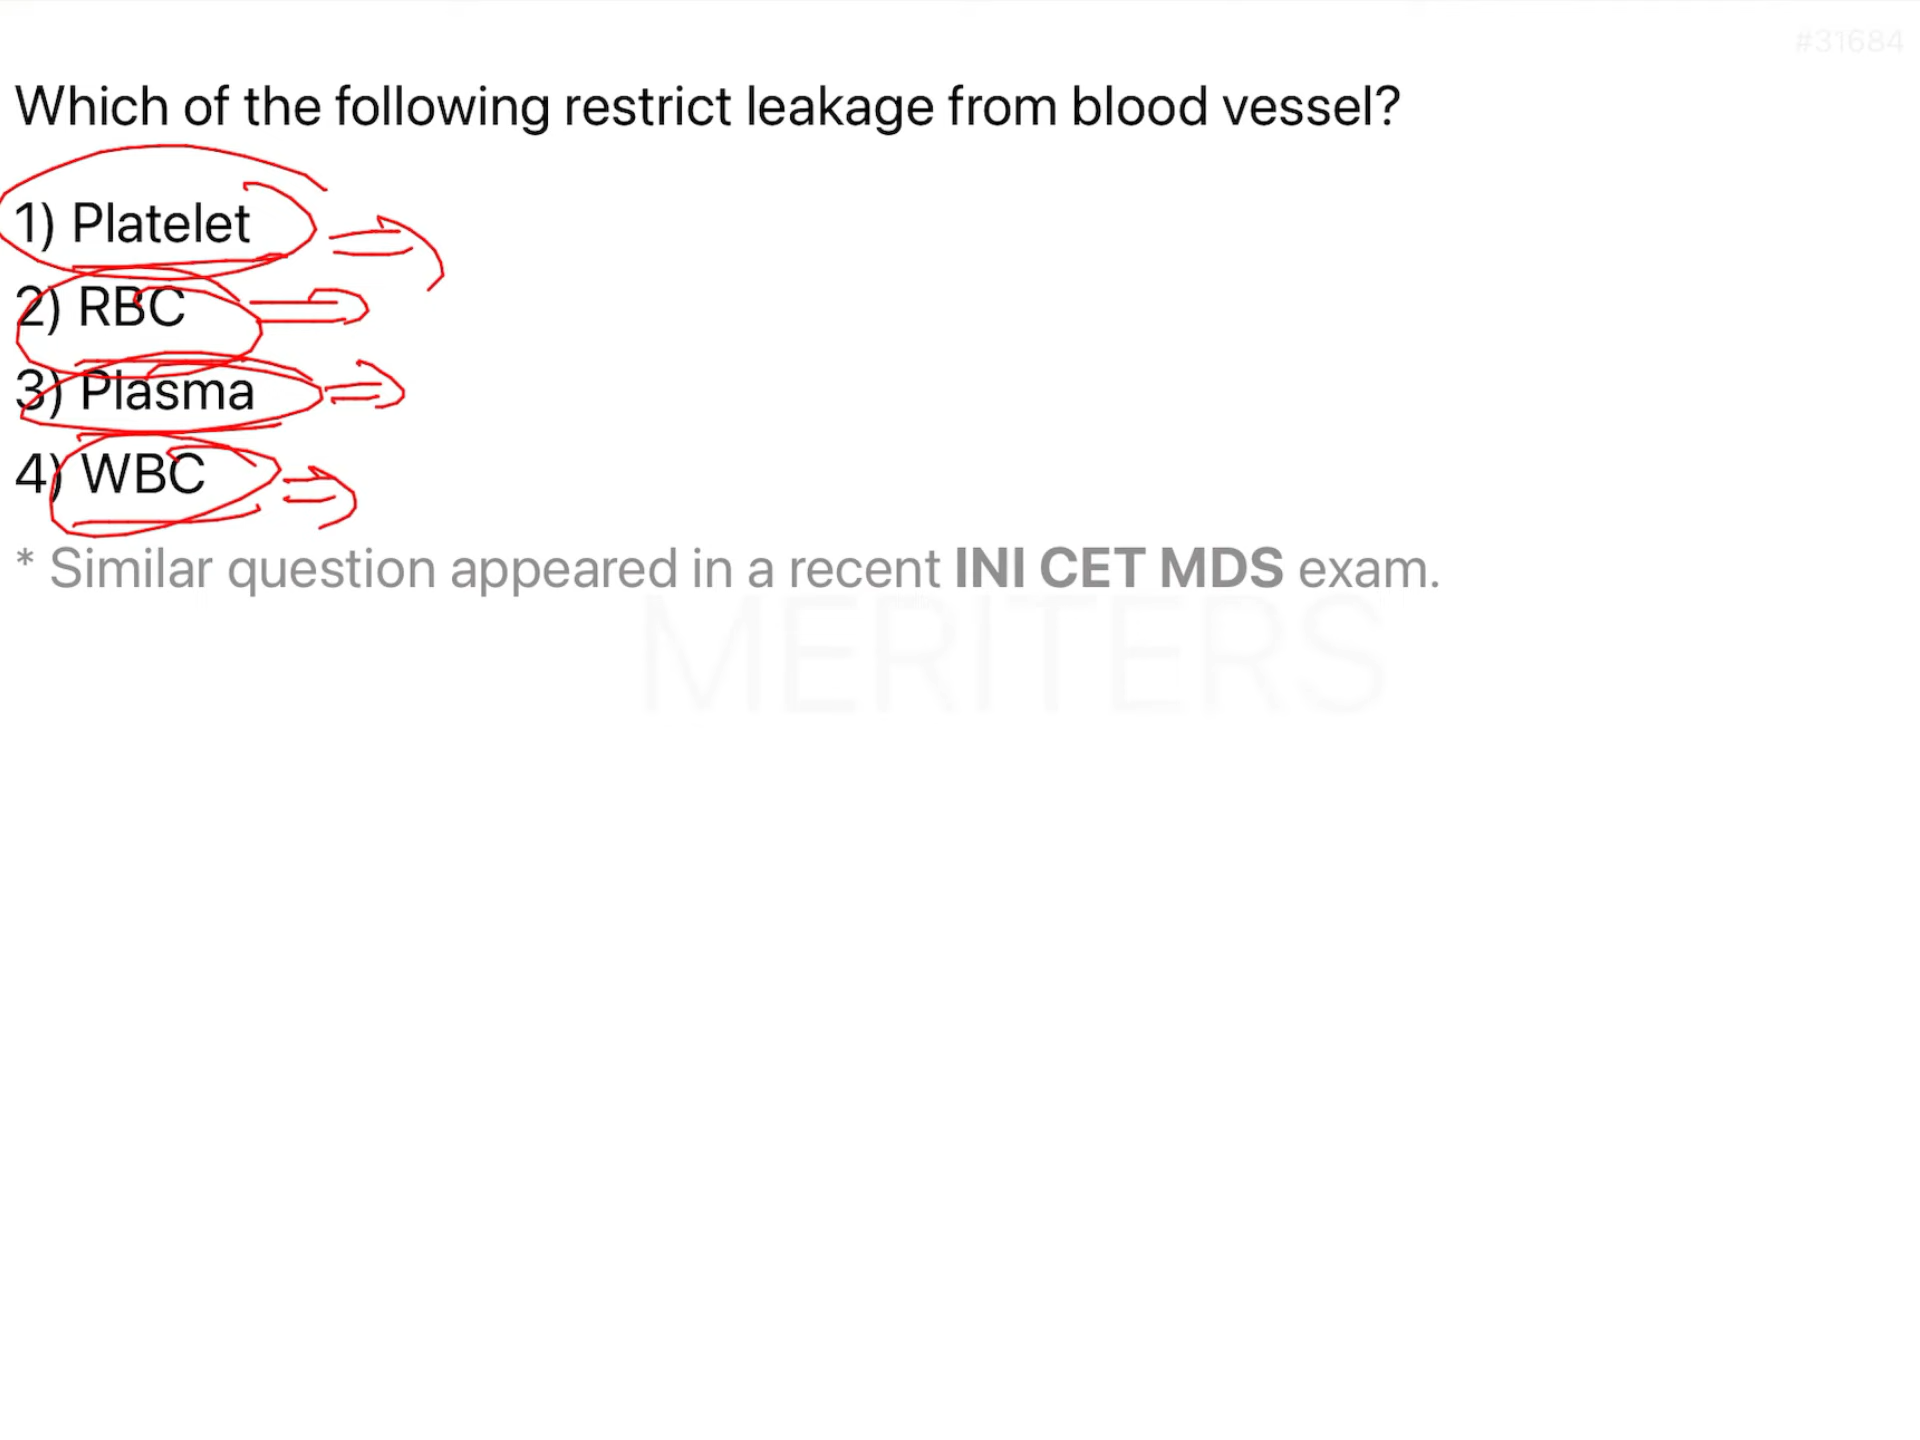 #31684
Which of the following restrict leakage from blood vessel?
1) Platelet
2) RBC
3) Plasma
4) WBC
* Similar question appeared in a recent INI CET MDS exam.
MERITERS